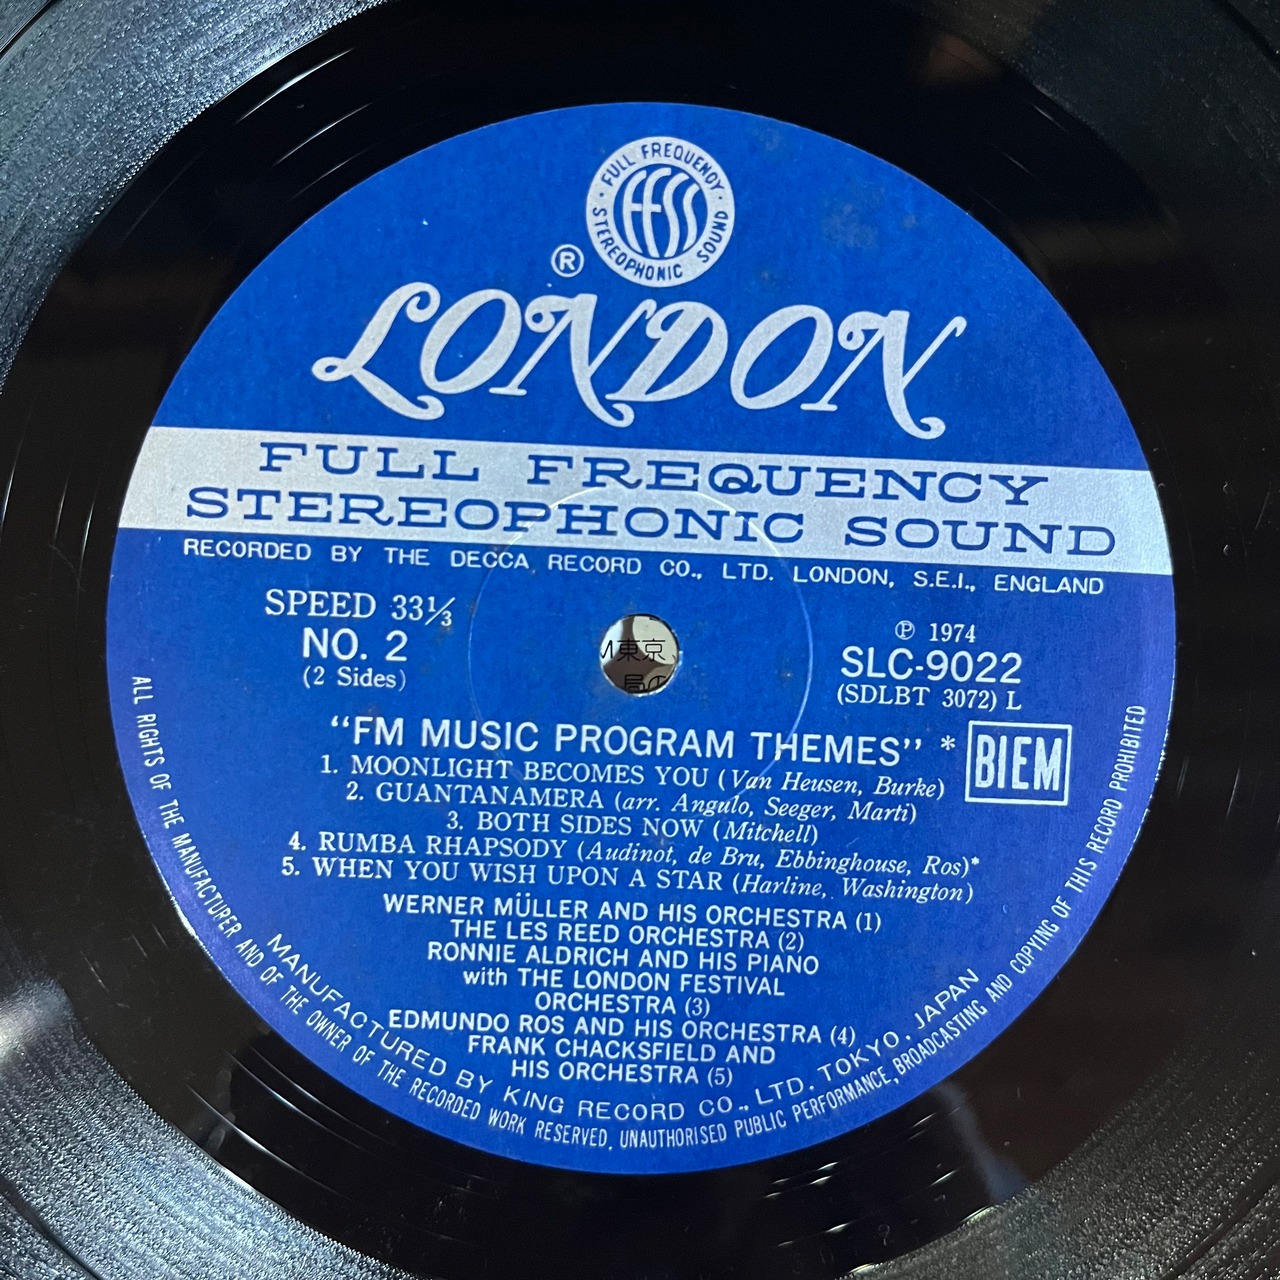 FULL FREQUENCY
FFSS
STEREOPHONIC SOUND
®
LONDON
FULL FREQUENCY
STEREOPHONIC SOUND
RECORDED BY THE DECCA RECORD CO., LTD. LONDON, S.E.I., ENGLAND
SPEED 33⅓
NO. 2
(2 Sides)
℗ 1974
SLC-9022
(SDLBT 3072) L
東京
局の
"FM MUSIC PROGRAM THEMES" *
BIEM
1. MOONLIGHT BECOMES YOU (Van Heusen, Burke)
2. GUANTANAMERA (arr. Angulo, Seeger, Marti)
3. BOTH SIDES NOW (Mitchell)
4. RUMBA RHAPSODY (Audinot, de Bru, Ebbinghouse, Ros)*
5. WHEN YOU WISH UPON A STAR (Harline, Washington)
WERNER MÜLLER AND HIS ORCHESTRA (1)
THE LES REED ORCHESTRA (2)
RONNIE ALDRICH AND HIS PIANO
with THE LONDON FESTIVAL
ORCHESTRA (3)
EDMUNDO ROS AND HIS ORCHESTRA (4)
FRANK CHACKSFIELD AND
HIS ORCHESTRA (5)
MANUFACTURED BY KING RECORD CO., LTD. TOKYO, JAPAN
ALL RIGHTS OF THE MANUFACTURER AND OF THE OWNER OF THE RECORDED WORK RESERVED. UNAUTHORISED PUBLIC PERFORMANCE, BROADCASTING AND COPYING OF THIS RECORD PROHIBITED